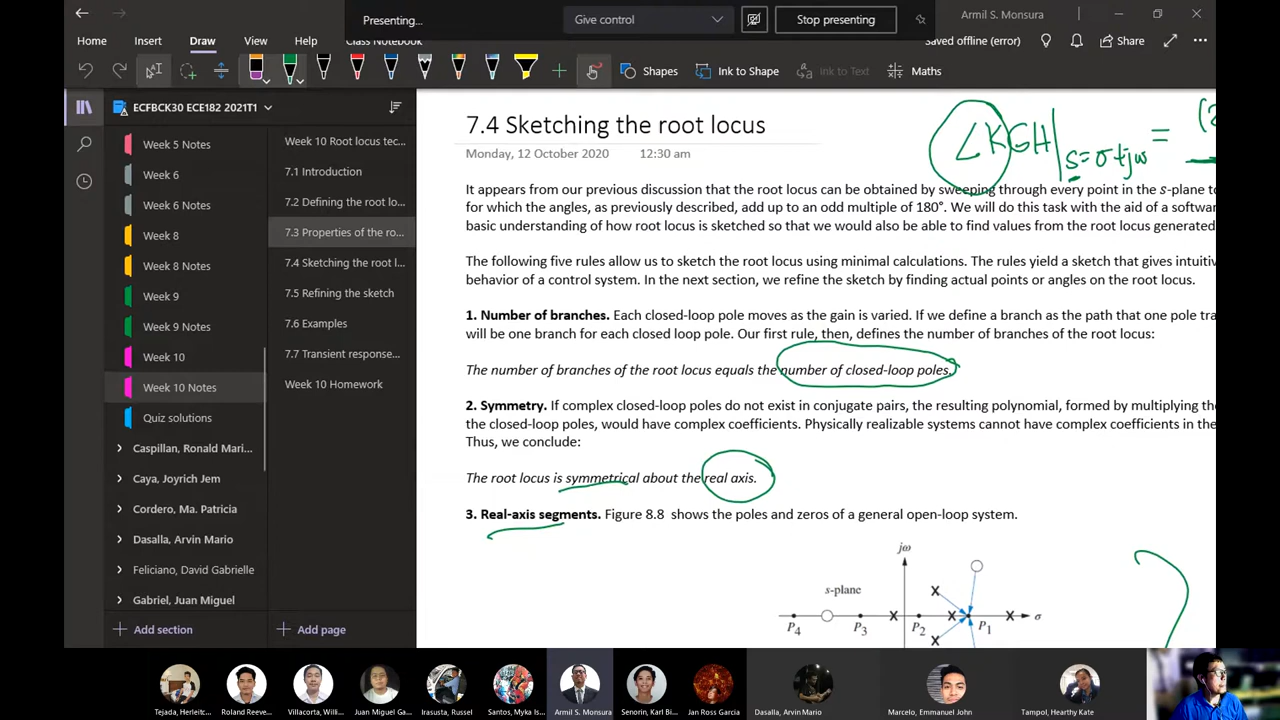 Presenting...
Give control
Stop presenting
Armil S. Monsura
Home
Insert
Draw
View
Help
Class Notebook
Saved offline (error)
Share
Shapes
Ink to Shape
Ink to Text
Maths
ECFBCK30 ECE182 2021T1
Week 5 Notes
Week 6
Week 6 Notes
Week 8
Week 8 Notes
Week 9
Week 9 Notes
Week 10
Week 10 Notes
Quiz solutions
Caspillan, Ronald Mari...
Caya, Joyrich Jem
Cordero, Ma. Patricia
Dasalla, Arvin Mario
Feliciano, David Gabrielle
Gabriel, Juan Miguel
Add section
Week 10 Root locus tec...
7.1 Introduction
7.2 Defining the root lo...
7.3 Properties of the ro...
7.4 Sketching the root l...
7.5 Refining the sketch
7.6 Examples
7.7 Transient response...
Week 10 Homework
Add page
7.4 Sketching the root locus
Monday, 12 October 2020 12:30 am
∠KGH|s=σ+jω = (2
It appears from our previous discussion that the root locus can be obtained by sweeping through every point in the s-plane to
for which the angles, as previously described, add up to an odd multiple of 180°. We will do this task with the aid of a softwar
basic understanding of how root locus is sketched so that we would also be able to find values from the root locus generated
The following five rules allow us to sketch the root locus using minimal calculations. The rules yield a sketch that gives intuitiv
behavior of a control system. In the next section, we refine the sketch by finding actual points or angles on the root locus.
1. Number of branches. Each closed-loop pole moves as the gain is varied. If we define a branch as the path that one pole tra
will be one branch for each closed loop pole. Our first rule, then, defines the number of branches of the root locus:
The number of branches of the root locus equals the number of closed-loop poles.
2. Symmetry. If complex closed-loop poles do not exist in conjugate pairs, the resulting polynomial, formed by multiplying the
the closed-loop poles, would have complex coefficients. Physically realizable systems cannot have complex coefficients in the
Thus, we conclude:
The root locus is symmetrical about the real axis.
3. Real-axis segments. Figure 8.8 shows the poles and zeros of a general open-loop system.
jω
s-plane
σ
P4 P3 P2 P1
Tejada, Herleitc...
Roland Reeve...
Villacorta, Willi...
Juan Miguel Ga...
Irasusta, Russel
Santos, Myka Is...
Armil S. Monsura
Senorin, Karl Bi...
Jan Ross Garcia
Dasalla, Arvin Mario
Marcelo, Emmanuel John
Tampol, Hearthy Kate